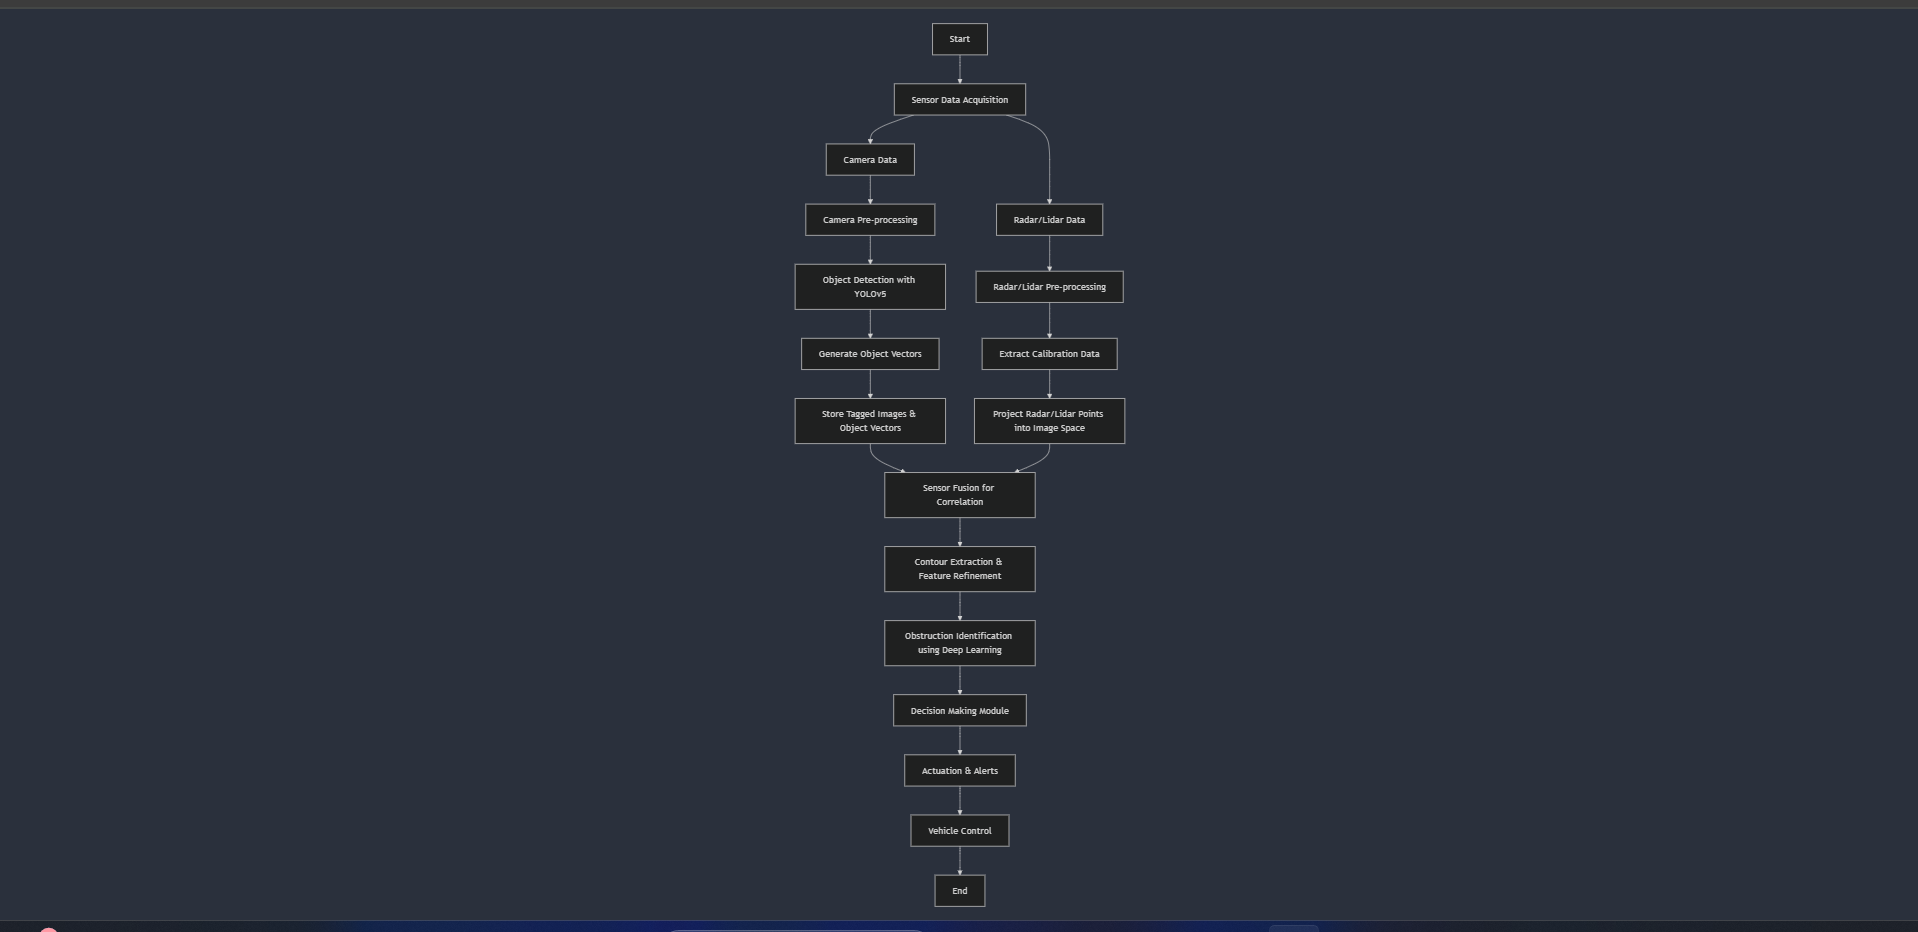 Start
Sensor Data Acquisition
Camera Data
Camera Pre-processing
Radar/Lidar Data
Object Detection with
YOLOv5
Radar/Lidar Pre-processing
Generate Object Vectors
Extract Calibration Data
Store Tagged Images &
Object Vectors
Project Radar/Lidar Points
into Image Space
Sensor Fusion for
Correlation
Contour Extraction &
Feature Refinement
Obstruction Identification
using Deep Learning
Decision Making Module
Actuation & Alerts
Vehicle Control
End